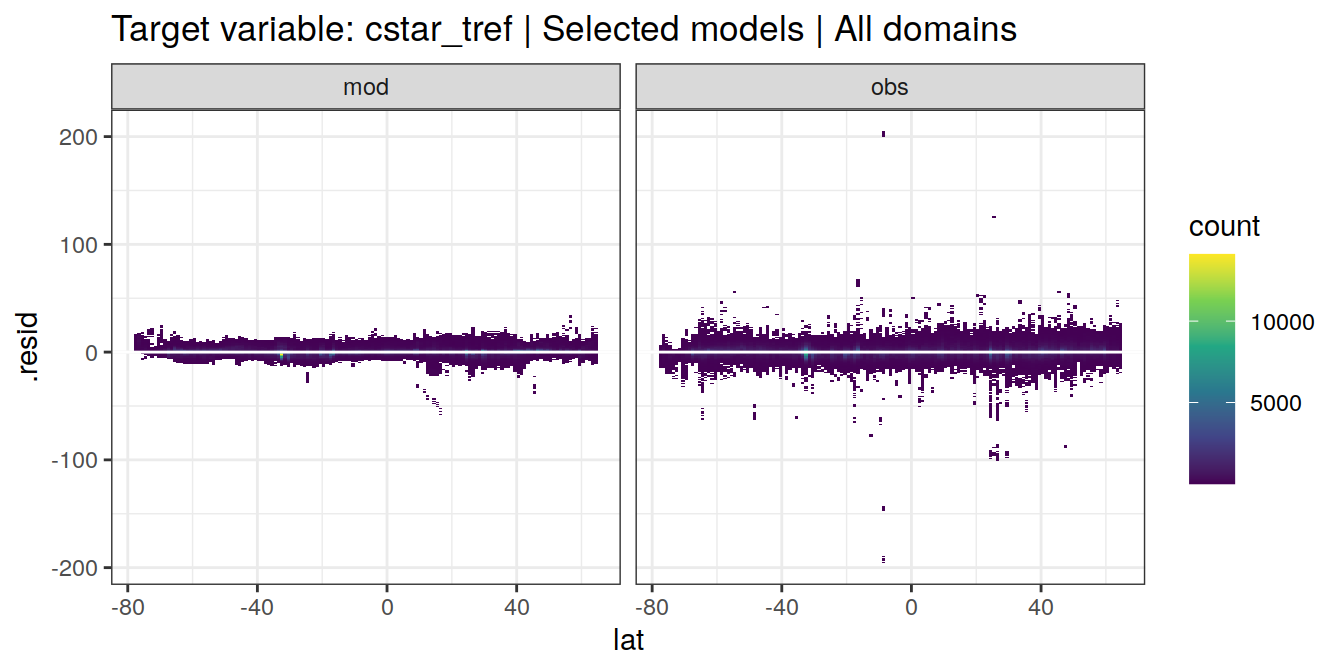 Target variable: cstar_tref | Selected models | All domains
mod
obs
200
100
0
-100
-200
.resid
-80
-40
0
40
-80
-40
0
40
lat
count
10000
5000